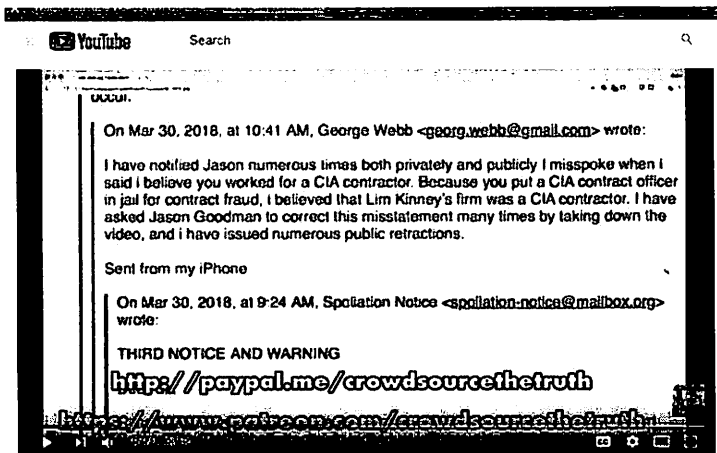 YouTube Search
occur.
On Mar 30, 2018, at 10:41 AM, George Webb <georg.webb@gmail.com> wrote:
I have notified Jason numerous times both privately and publicly I misspoke when I
said I believe you worked for a CIA contractor. Because you put a CIA contract officer
in jail for contract fraud, I believed that Lim Kinney's firm was a CIA contractor. I have
asked Jason Goodman to correct this misstatement many times by taking down the
video, and I have issued numerous public retractions.
Sent from my iPhone
On Mar 30, 2018, at 9:24 AM, Spoliation Notice <spoliation-notice@mailbox.org>
wrote:
THIRD NOTICE AND WARNING
http://paypal.me/crowdsourcethetruth
https://www.patreon.com/crowdsourcethetruth